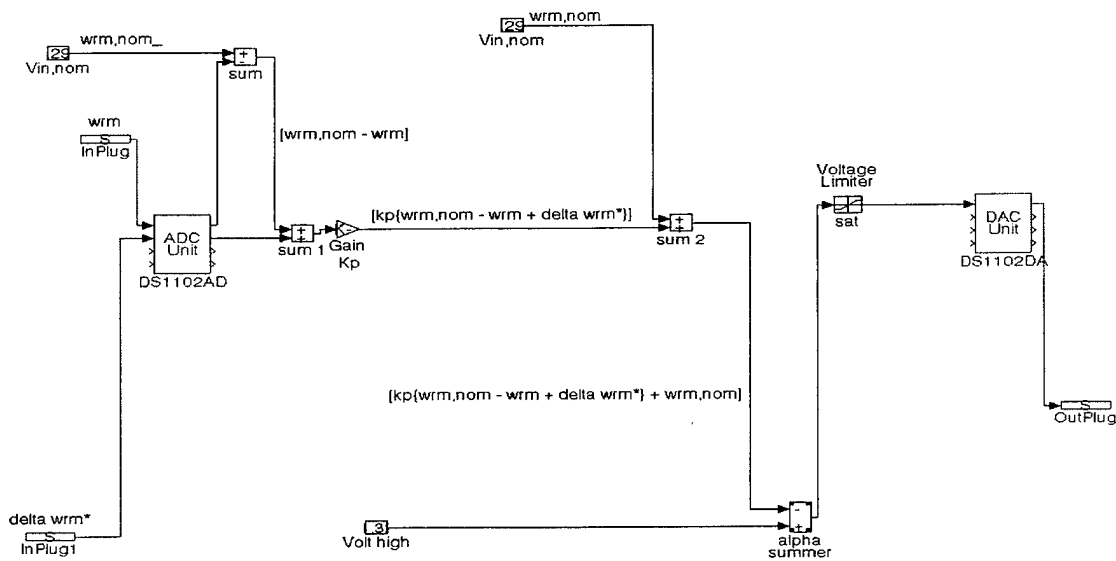 wrm,nom
29
Vin,nom
wrm,nom_
29
Vin,nom
+
-
sum
wrm
S
InPlug
[wrm,nom - wrm]
Voltage
Limiter
sat
[kp{wrm,nom - wrm + delta wrm*}]
ADC
Unit
DS1102AD
+
+
sum 1
Gain
Kp
+
+
sum 2
DAC
Unit
DS1102DA
[kp{wrm,nom - wrm + delta wrm*} + wrm,nom]
S
OutPlug
delta wrm*
S
InPlug1
.3
Volt high
-
+
alpha
summer